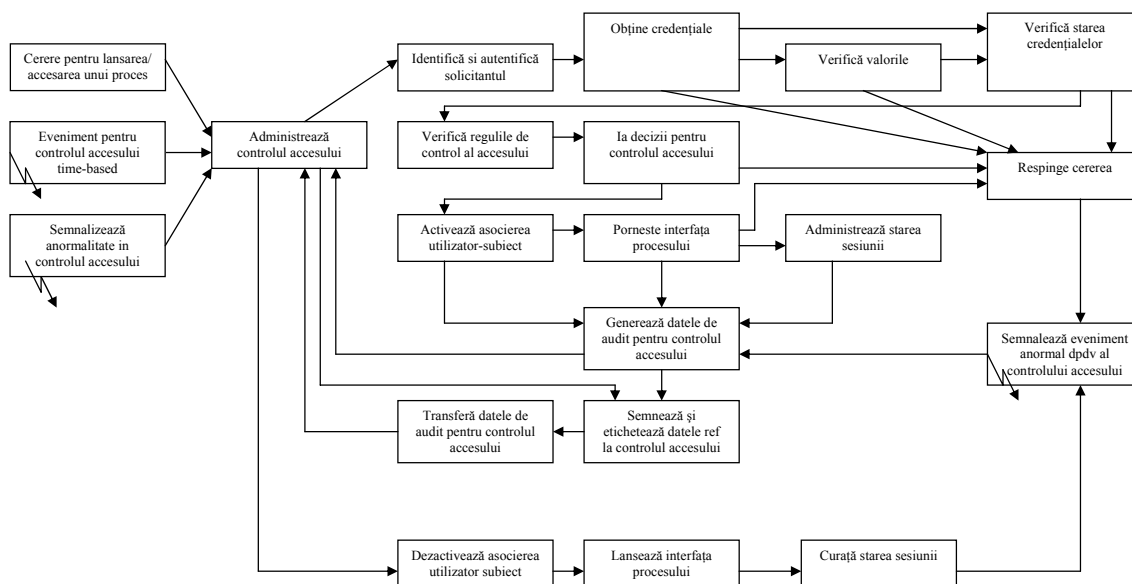 Cerere pentru lansarea/
accesarea unui proces
Identifică si autentifică
solicitantul
Obține credențiale
Verifică valorile
Verifică starea
credențialelor
Eveniment pentru
controlul accesului
time-based
Administrează
controlul accesului
Verifică regulile de
control al accesului
Ia decizii pentru
controlul accesului
Respinge cererea
Semnalizează
anormalitate in
controlul accesului
Activează asocierea
utilizator-subiect
Porneste interfața
procesului
Administrează starea
sesiunii
Generează datele de
audit pentru controlul
accesului
Semnalează eveniment
anormal dpdv al
controlului accesului
Transferă datele de
audit pentru controlul
accesului
Semnează și
etichetează datele ref
la controlul accesului
Dezactivează asocierea
utilizator subiect
Lansează interfața
procesului
Curață starea sesiunii